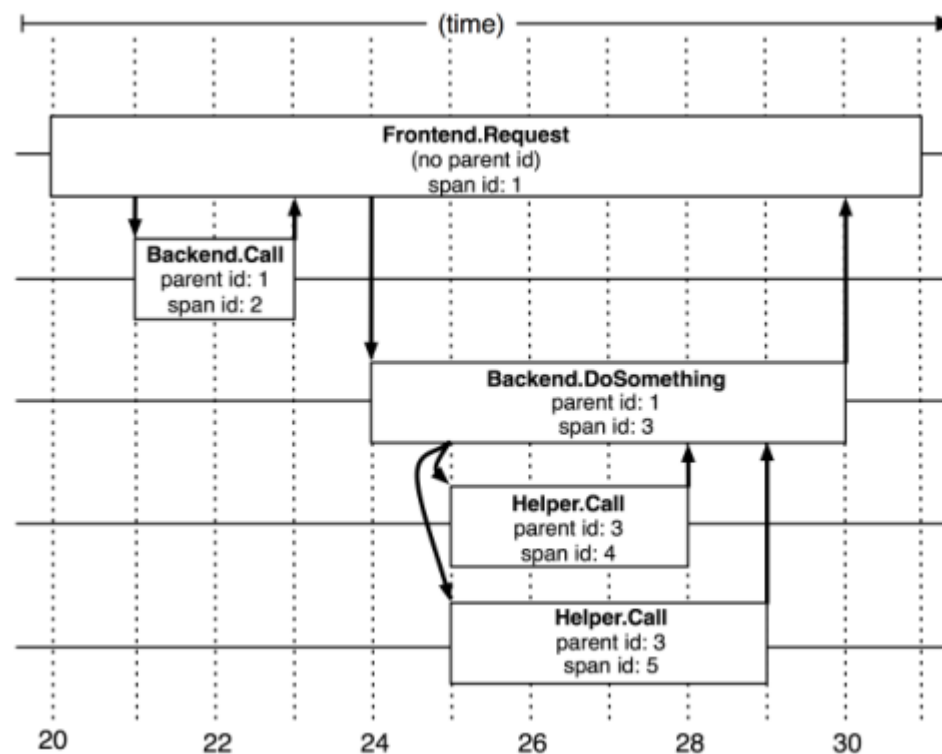 (time)
Frontend.Request
(no parent id)
span id: 1
Backend.Call
parent id: 1
span id: 2
Backend.DoSomething
parent id: 1
span id: 3
Helper.Call
parent id: 3
span id: 4
Helper.Call
parent id: 3
span id: 5
20 22 24 26 28 30